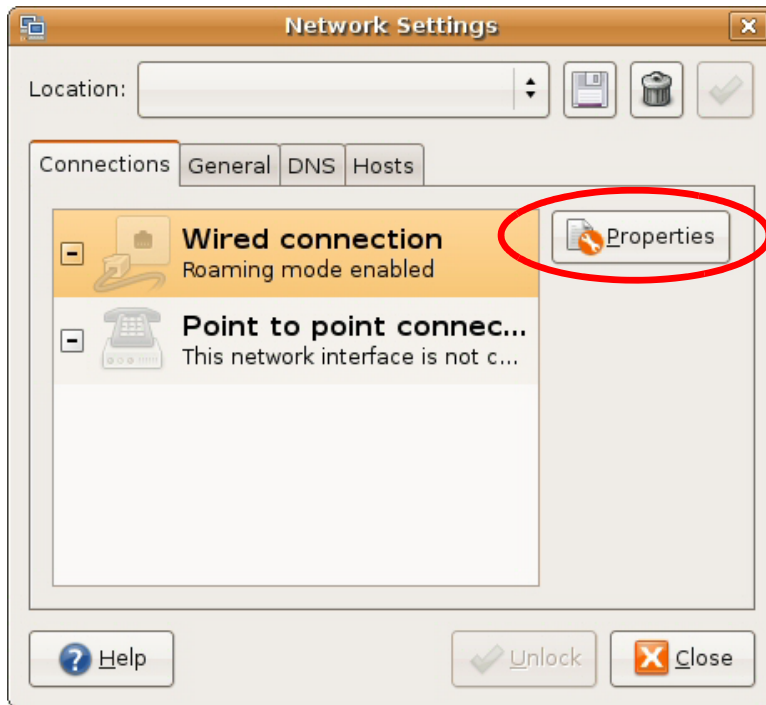 Network Settings
Location:
Connections General DNS Hosts
Wired connection
Roaming mode enabled
Properties
Point to point connec...
This network interface is not c...
Help Unlock Close